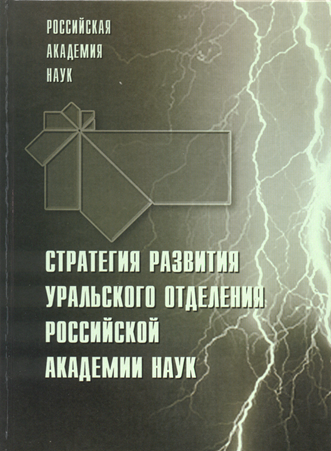 РОССИЙСКАЯ
АКАДЕМИЯ
НАУК
СТРАТЕГИЯ РАЗВИТИЯ
УРАЛЬСКОГО ОТДЕЛЕНИЯ
РОССИЙСКОЙ
АКАДЕМИИ НАУК